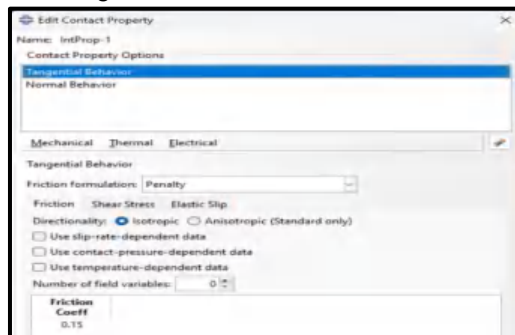 Edit Contact Property
Name: IntProp-1
Contact Property Options
Tangential Behavior
Normal Behavior
Mechanical Thermal Electrical
Tangential Behavior
Friction formulation: Penalty
Friction Shear Stress Elastic Slip
Directionality: Isotropic Anisotropic (Standard only)
Use slip-rate-dependent data
Use contact-pressure-dependent data
Use temperature-dependent data
Number of field variables: 0
Friction
Coeff
0.15